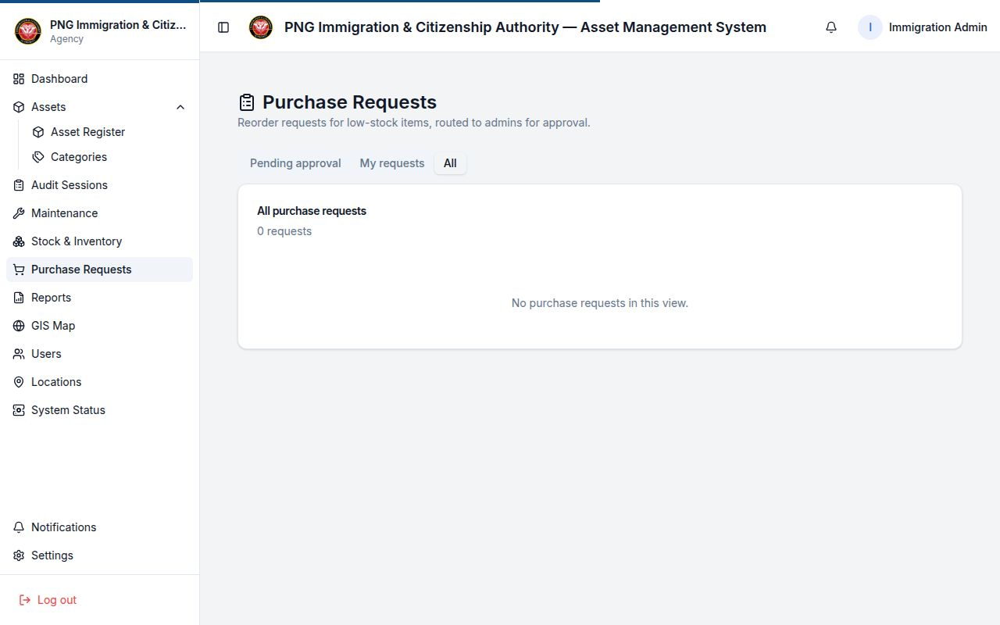 PNG Immigration & Citiz...
Agency
Dashboard
Assets
Asset Register
Categories
Audit Sessions
Maintenance
Stock & Inventory
Purchase Requests
Reports
GIS Map
Users
Locations
System Status
Notifications
Settings
Log out
PNG Immigration & Citizenship Authority — Asset Management System
I
Immigration Admin
Purchase Requests
Reorder requests for low-stock items, routed to admins for approval.
Pending approval
My requests
All
All purchase requests
0 requests
No purchase requests in this view.